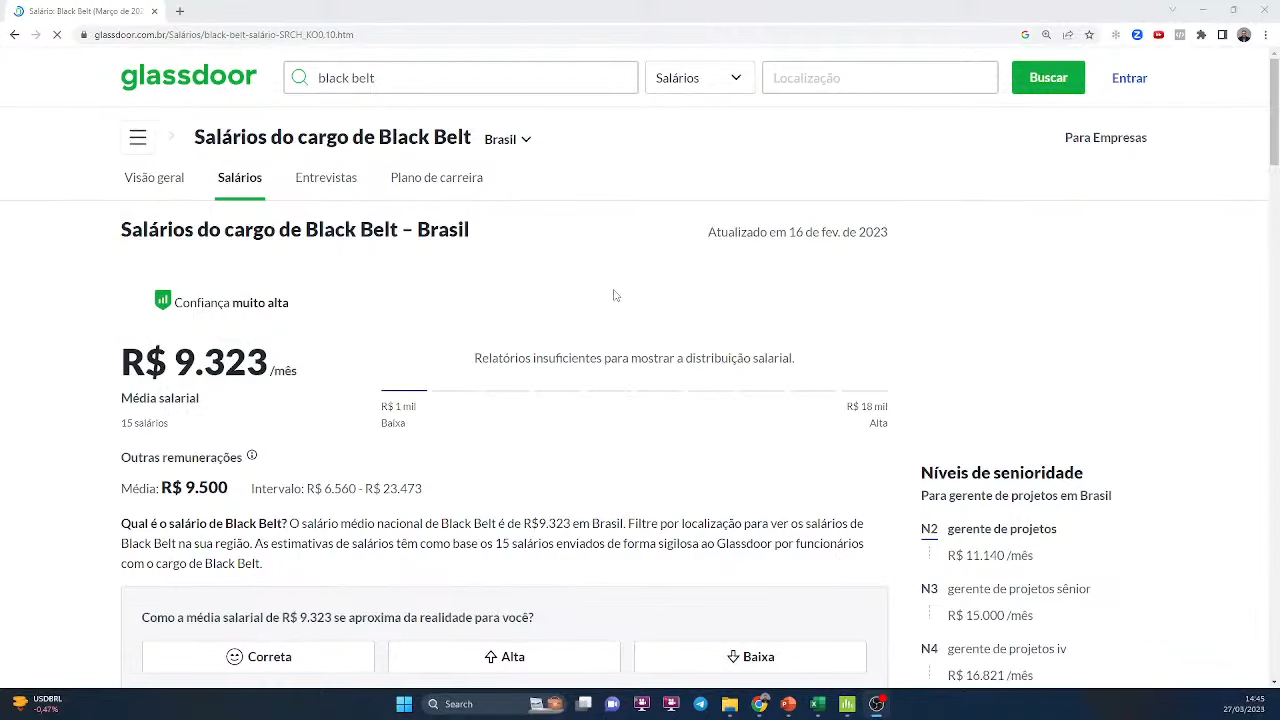 Salário: Black Belt (Março de 202
glassdoor.com.br/Salários/black-belt-salário-SRCH_KO0,10.htm
glassdoor
black belt
Salários
Localização
Buscar
Entrar
Salários do cargo de Black Belt
Brasil
Para Empresas
Visão geral
Salários
Entrevistas
Plano de carreira
Salários do cargo de Black Belt – Brasil
Atualizado em 16 de fev. de 2023
Confiança muito alta
R$ 9.323 /mês
Relatórios insuficientes para mostrar a distribuição salarial.
Média salarial
15 salários
R$ 1 mil
Baixa
R$ 18 mil
Alta
Outras remunerações
Média: R$ 9.500 Intervalo: R$ 6.560 - R$ 23.473
Qual é o salário de Black Belt? O salário médio nacional de Black Belt é de R$9.323 em Brasil. Filtre por localização para ver os salários de
Black Belt na sua região. As estimativas de salários têm como base os 15 salários enviados de forma sigilosa ao Glassdoor por funcionários
com o cargo de Black Belt.
Como a média salarial de R$ 9.323 se aproxima da realidade para você?
Correta
Alta
Baixa
Níveis de senioridade
Para gerente de projetos em Brasil
N2 gerente de projetos
R$ 11.140 /mês
N3 gerente de projetos sênior
R$ 15.000 /mês
N4 gerente de projetos iv
R$ 16.821 /mês
USDBRL
-0,47%
Search
14:45
27/03/2023